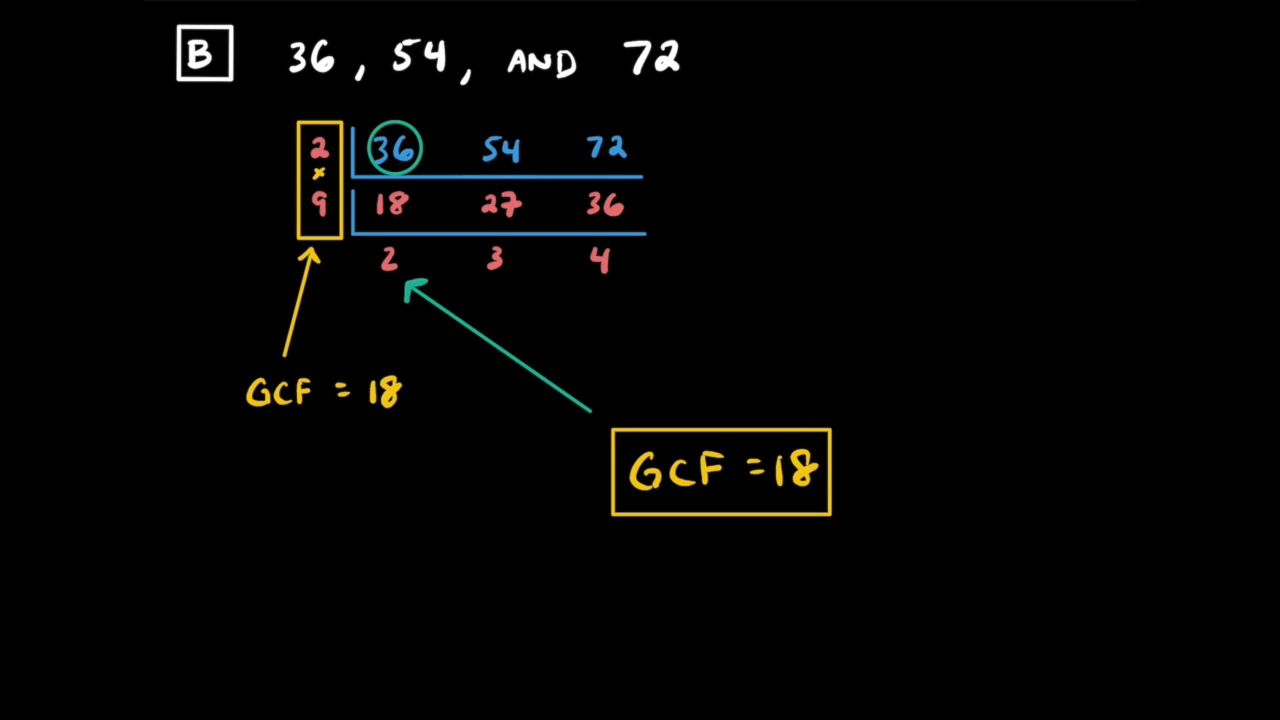 B 36, 54, AND 72
2 36 54 72
×
9 18 27 36
2 3 4
GCF = 18
GCF = 18